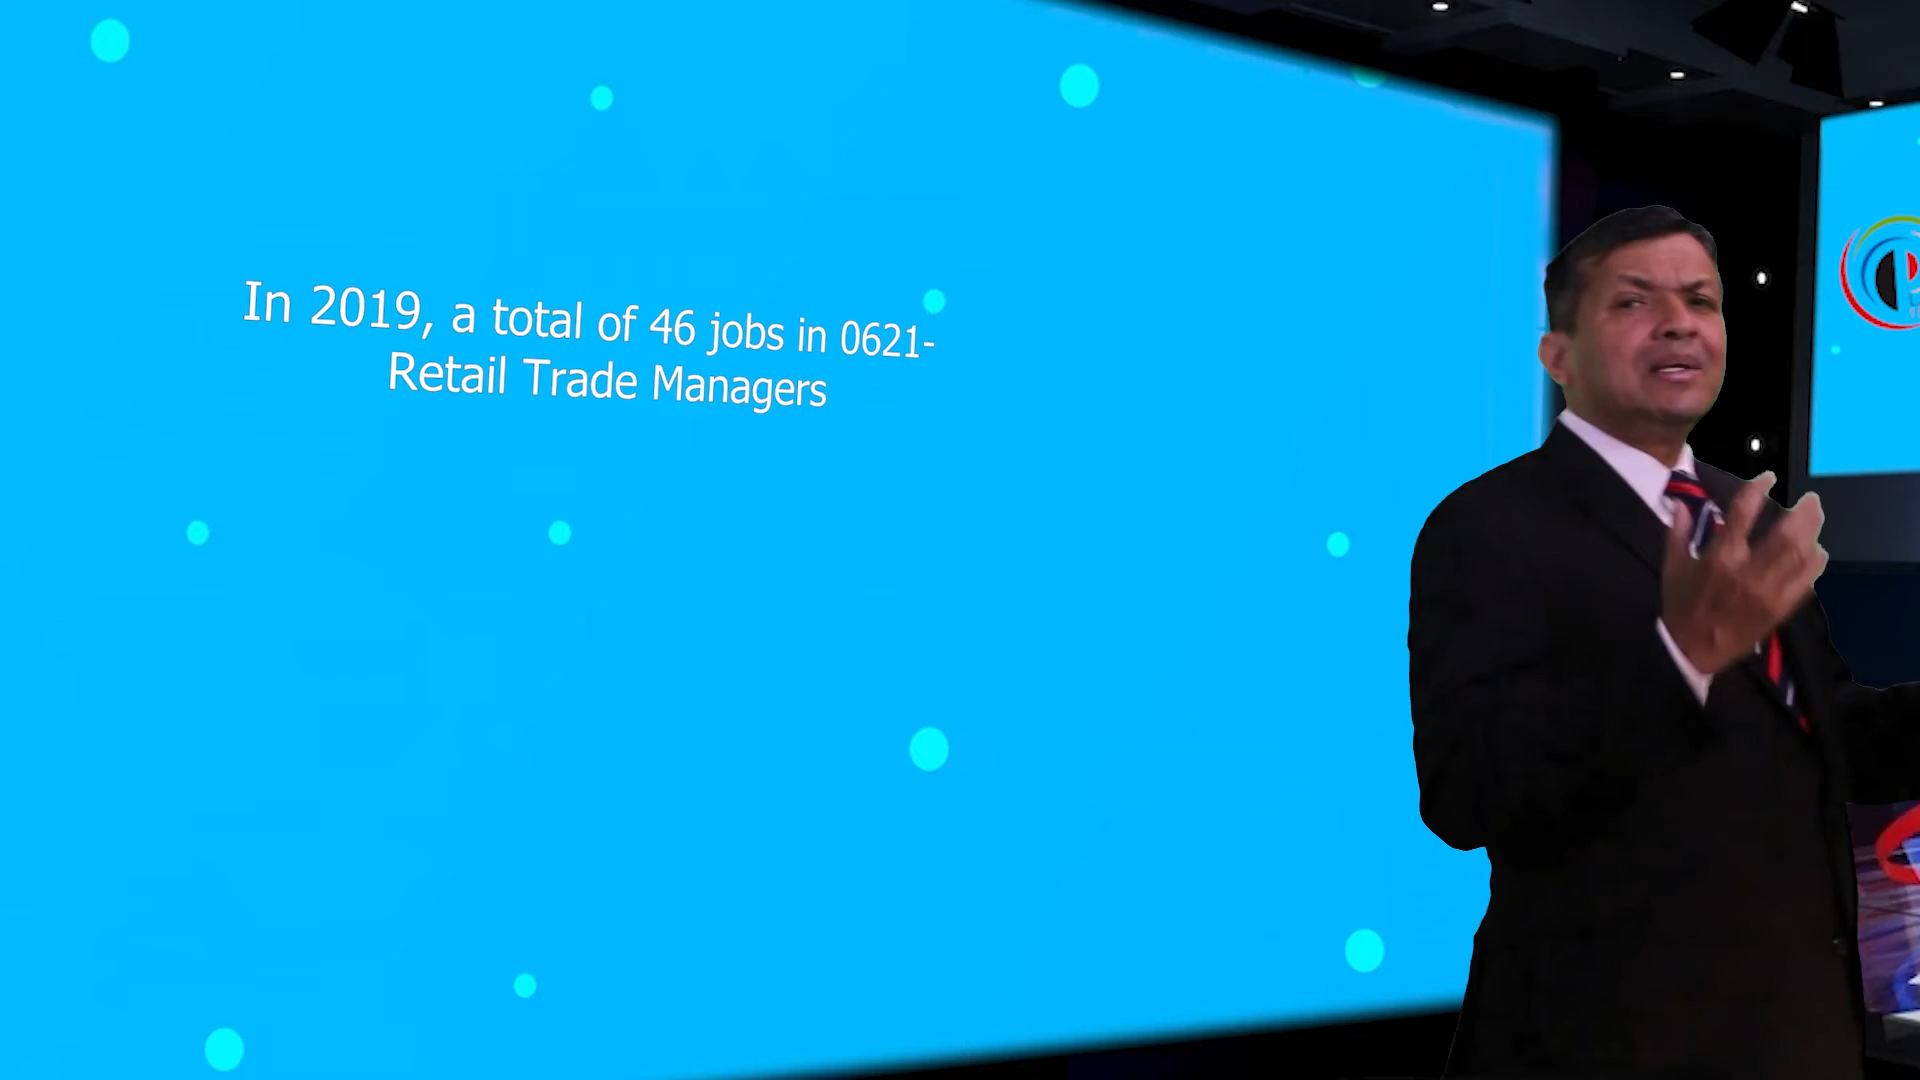 In 2019, a total of 46 jobs in 0621-
Retail Trade Managers